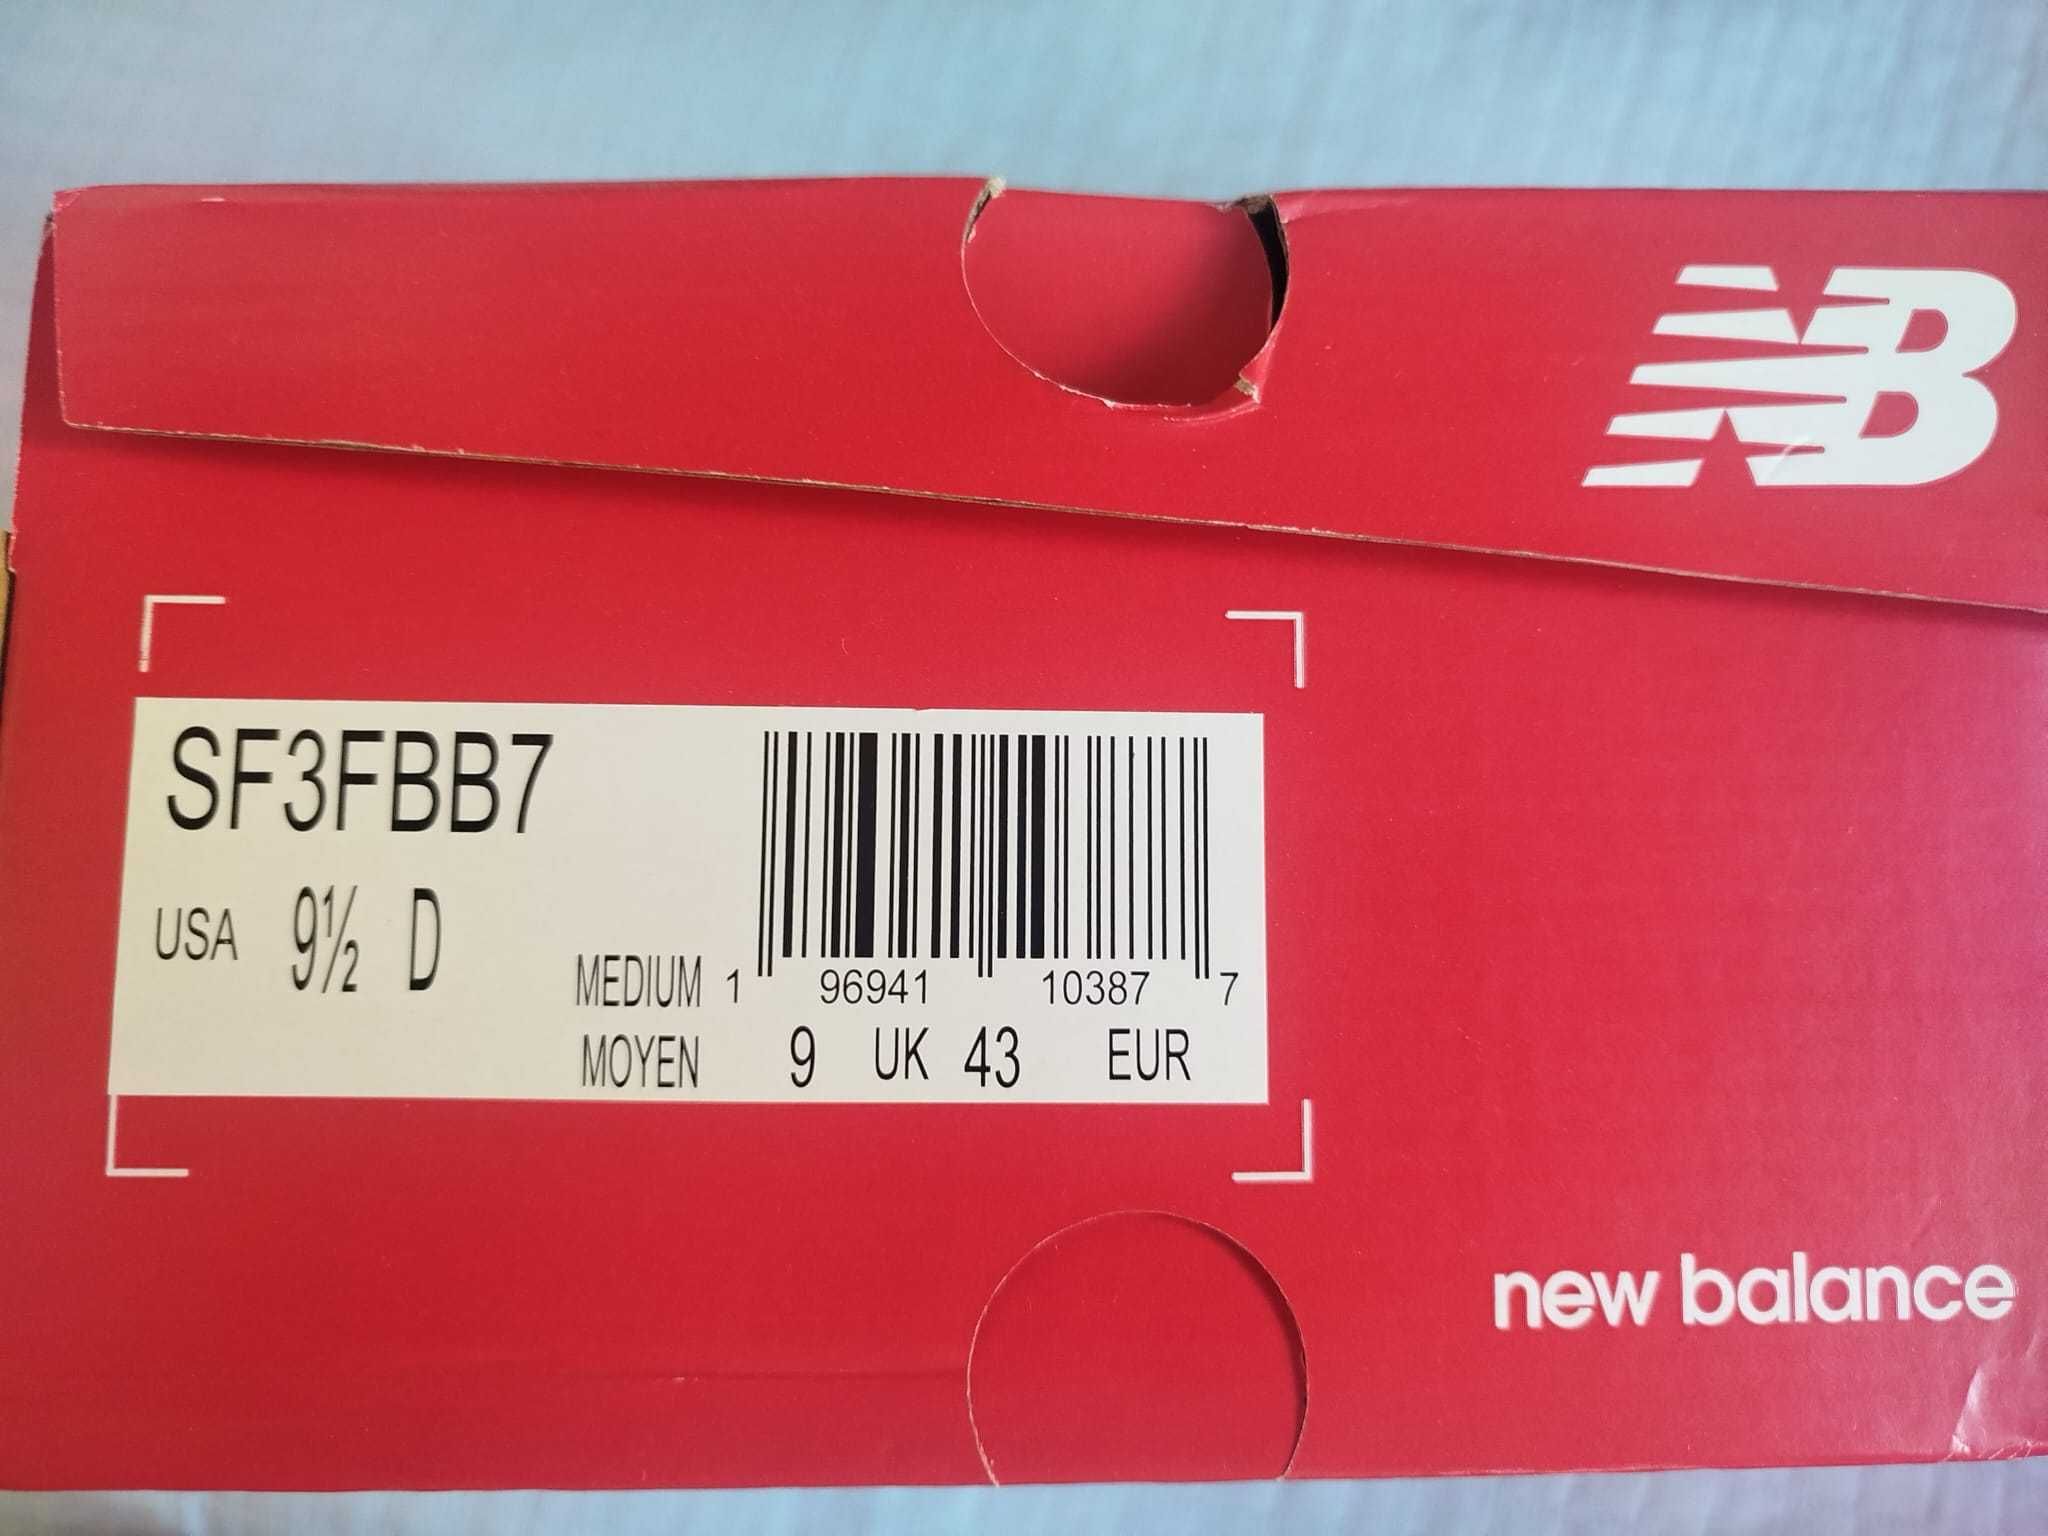 NB
SF3FBB7
USA 9½ D
MEDIUM 1 96941 10387 7
MOYEN 9 UK 43 EUR
new balance